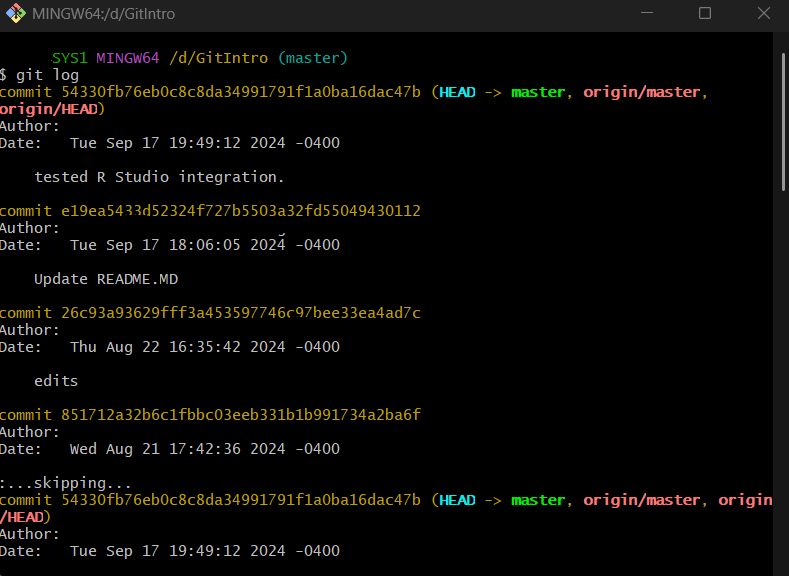 MINGW64:/d/GitIntro
SYS1 MINGW64 /d/GitIntro (master)
$ git log
commit 54330fb76eb0c8c8da34991791f1a0ba16dac47b (HEAD -> master, origin/master,
origin/HEAD)
Author:
Date:   Tue Sep 17 19:49:12 2024 -0400
tested R Studio integration.
commit e19ea5433d52324f727b5503a32fd55049430112
Author:
Date:   Tue Sep 17 18:06:05 2024 -0400
Update README.MD
commit 26c93a93629fff3a453597746c97bee33ea4ad7c
Author:
Date:   Thu Aug 22 16:35:42 2024 -0400
edits
commit 851712a32b6c1fbbc03eeb331b1b991734a2ba6f
Author:
Date:   Wed Aug 21 17:42:36 2024 -0400
:...skipping...
commit 54330fb76eb0c8c8da34991791f1a0ba16dac47b (HEAD -> master, origin/master, origin
/HEAD)
Author:
Date:   Tue Sep 17 19:49:12 2024 -0400